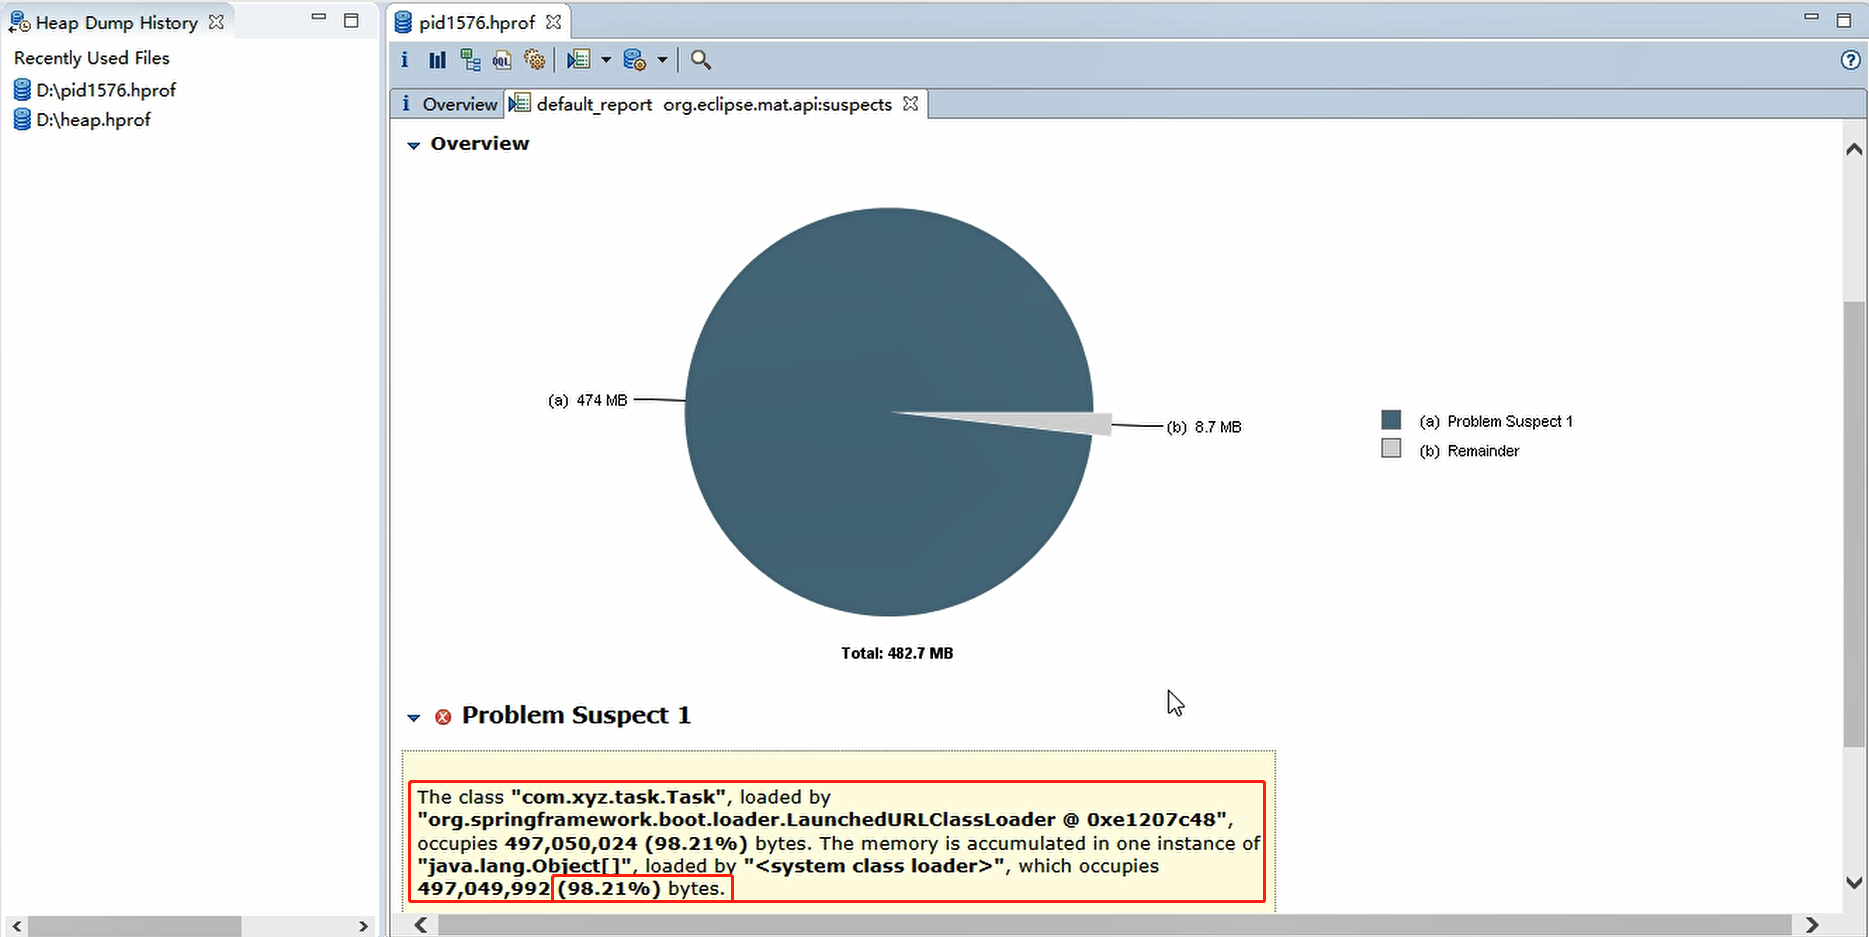 Heap Dump History
Recently Used Files
D:\pid1576.hprof
D:\heap.hprof
pid1576.hprof
i OQL
i Overview default_report org.eclipse.mat.api:suspects
Overview
(a) 474 MB
(b) 8.7 MB
(a) Problem Suspect 1
(b) Remainder
Total: 482.7 MB
Problem Suspect 1
The class "com.xyz.task.Task", loaded by
"org.springframework.boot.loader.LaunchedURLClassLoader @ 0xe1207c48",
occupies 497,050,024 (98.21%) bytes. The memory is accumulated in one instance of
"java.lang.Object[]", loaded by "<system class loader>", which occupies
497,049,992 (98.21%) bytes.